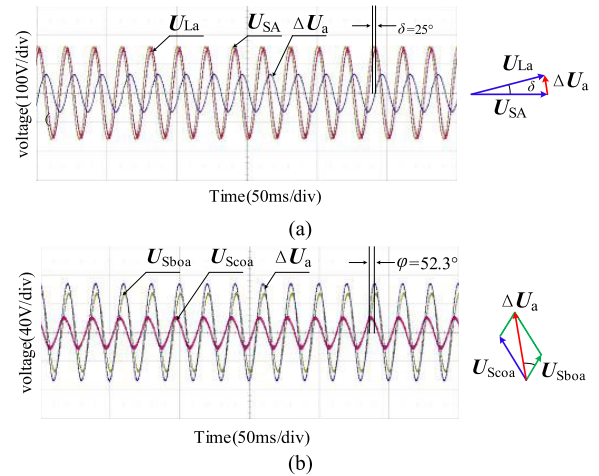 U_La U_SA ΔU_a δ=25°
voltage(100V/div)
U_La
δ ΔU_a
U_SA
Time(50ms/div)
(a)
U_Sboa U_Scoa ΔU_a φ=52.3°
voltage(40V/div)
ΔU_a
U_Scoa U_Sboa
Time(50ms/div)
(b)